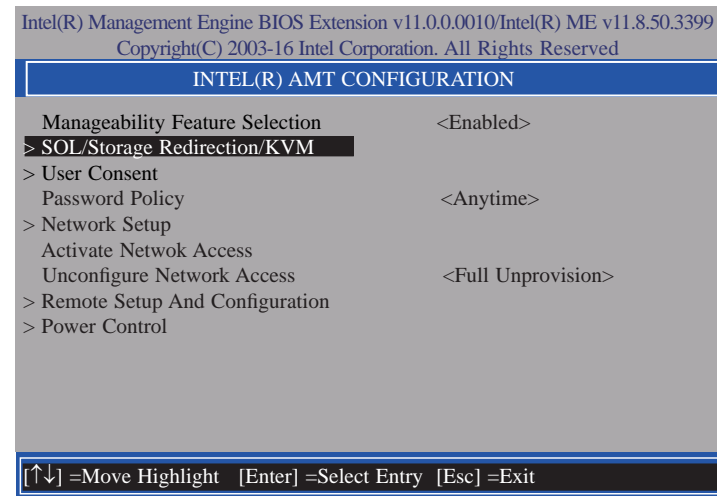 Intel(R) Management Engine BIOS Extension v11.0.0.0010/Intel(R) ME v11.8.50.3399
Copyright(C) 2003-16 Intel Corporation. All Rights Reserved
INTEL(R) AMT CONFIGURATION
Manageability Feature Selection <Enabled>
> SOL/Storage Redirection/KVM
> User Consent
Password Policy <Anytime>
> Network Setup
Activate Netwok Access
Unconfigure Network Access <Full Unprovision>
> Remote Setup And Configuration
> Power Control
[↑↓] =Move Highlight [Enter] =Select Entry [Esc] =Exit